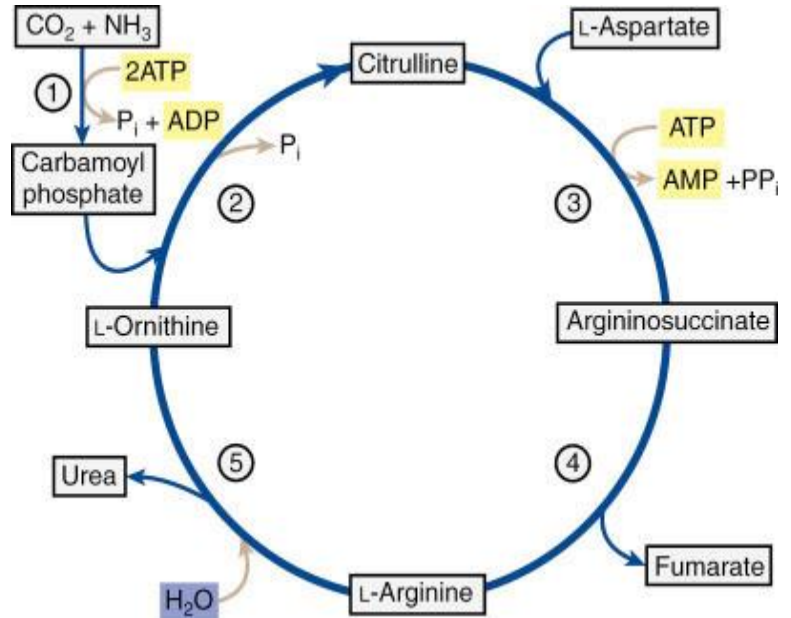 CO₂ + NH₃
2ATP
1
Pᵢ + ADP
Carbamoyl
phosphate
Citrulline
L-Aspartate
Pᵢ
ATP
AMP +PPᵢ
2
3
L-Ornithine
Argininosuccinate
5
4
Urea
Fumarate
H₂O
L-Arginine